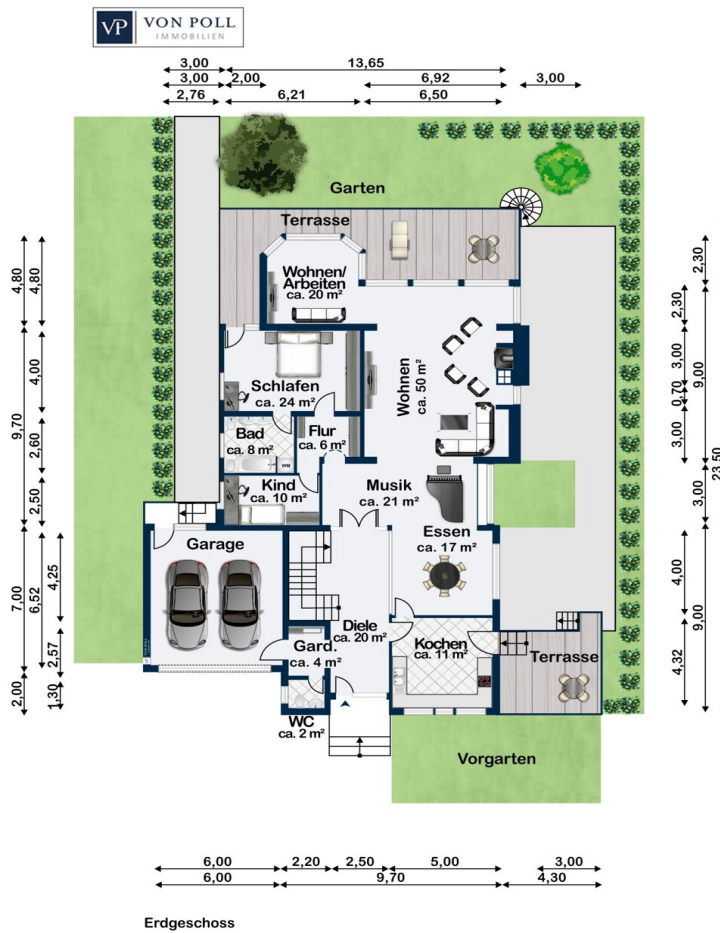 VP VON POLL
IMMOBILIEN
3,00
13,65
3,00
2,00
6,92
3,00
2,76
6,21
6,50
Garten
Terrasse
Wohnen/
Arbeiten
ca. 20 m²
Schlafen
ca. 24 m²
Wohnen
ca. 50 m²
Bad
ca. 8 m²
WM
Flur
ca. 6 m²
Kind
ca. 10 m²
Musik
ca. 21 m²
Essen
ca. 17 m²
Garage
Diele
ca. 20 m²
Gard.
ca. 4 m²
Kochen
ca. 11 m²
Terrasse
WC
ca. 2 m²
Vorgarten
VP VON POLL
IMMOBILIEN
4,80
9,70
7,00
2,00
4,80
4,00
2,60
2,50
6,52
4,25
2,57
1,30
2,30
3,00
0,70
3,00
2,30
9,00
3,00
4,00
4,32
9,00
23,50
6,00
2,20
2,50
5,00
3,00
6,00
9,70
4,30
Erdgeschoss